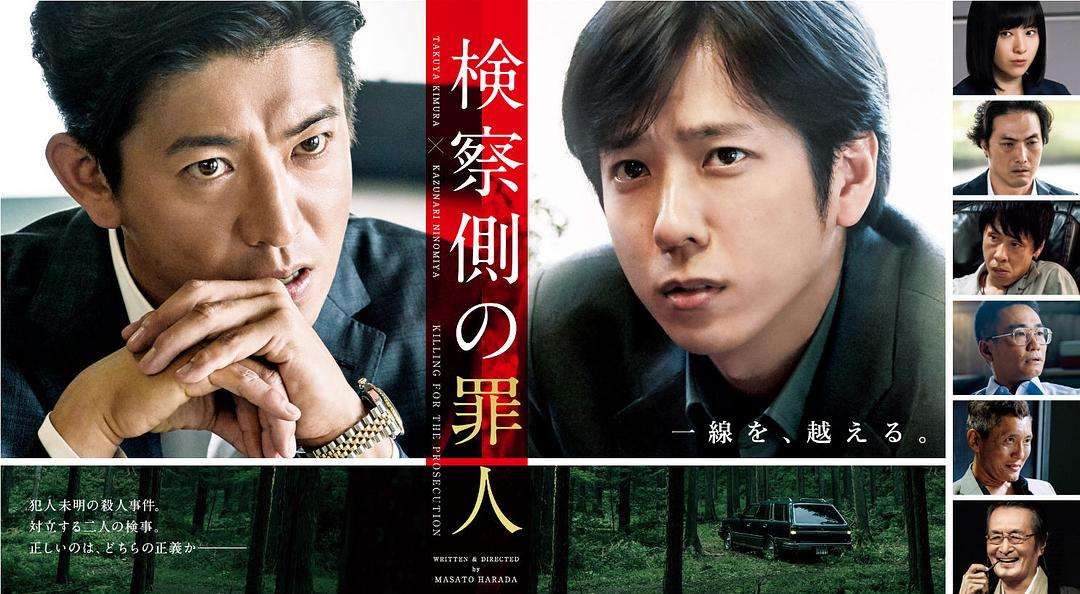 検察側の罪人
TAKUYA KIMURA × KAZUNARI NINOMIYA
KILLING FOR THE PROSECUTION
一線を、越える。
犯人未明の殺人事件。
対立する二人の検事。
正しいのは、どちらの正義か───
WRITTEN & DIRECTED
by
MASATO HARADA